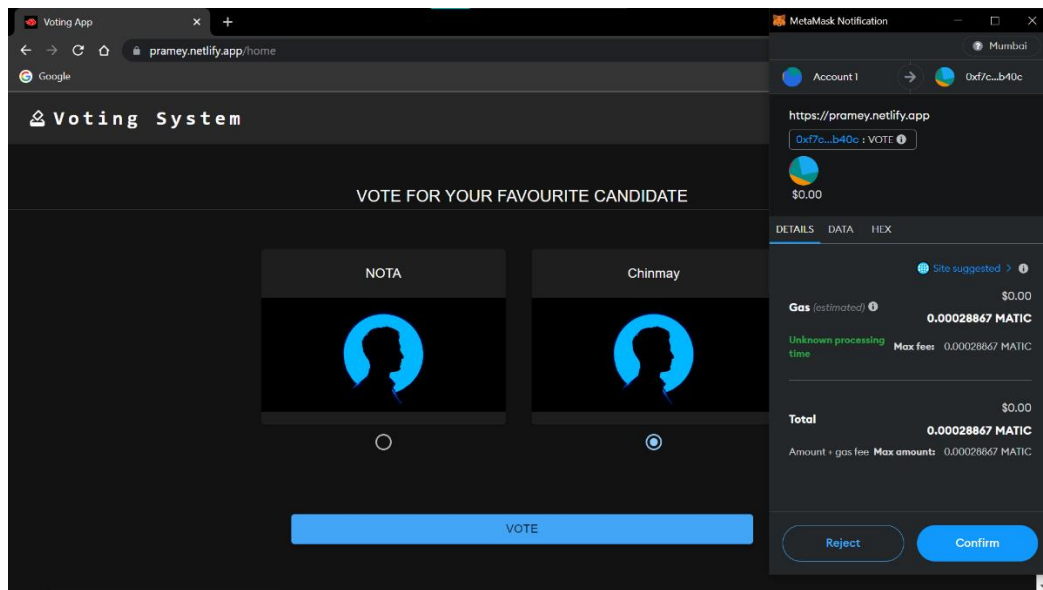 Voting App
pramey.netlify.app/home
Google
Voting System
VOTE FOR YOUR FAVOURITE CANDIDATE
NOTA
Chinmay
VOTE
MetaMask Notification
Mumbai
Account 1
0xf7c...b40c
https://pramey.netlify.app
0xf7c...b40c : VOTE
$0.00
DETAILS DATA HEX
Site suggested >
$0.00
Gas (estimated)
0.00028867 MATIC
Unknown processing time
Max fee: 0.00028867 MATIC
$0.00
Total
0.00028867 MATIC
Amount + gas fee Max amount: 0.00028867 MATIC
Reject
Confirm